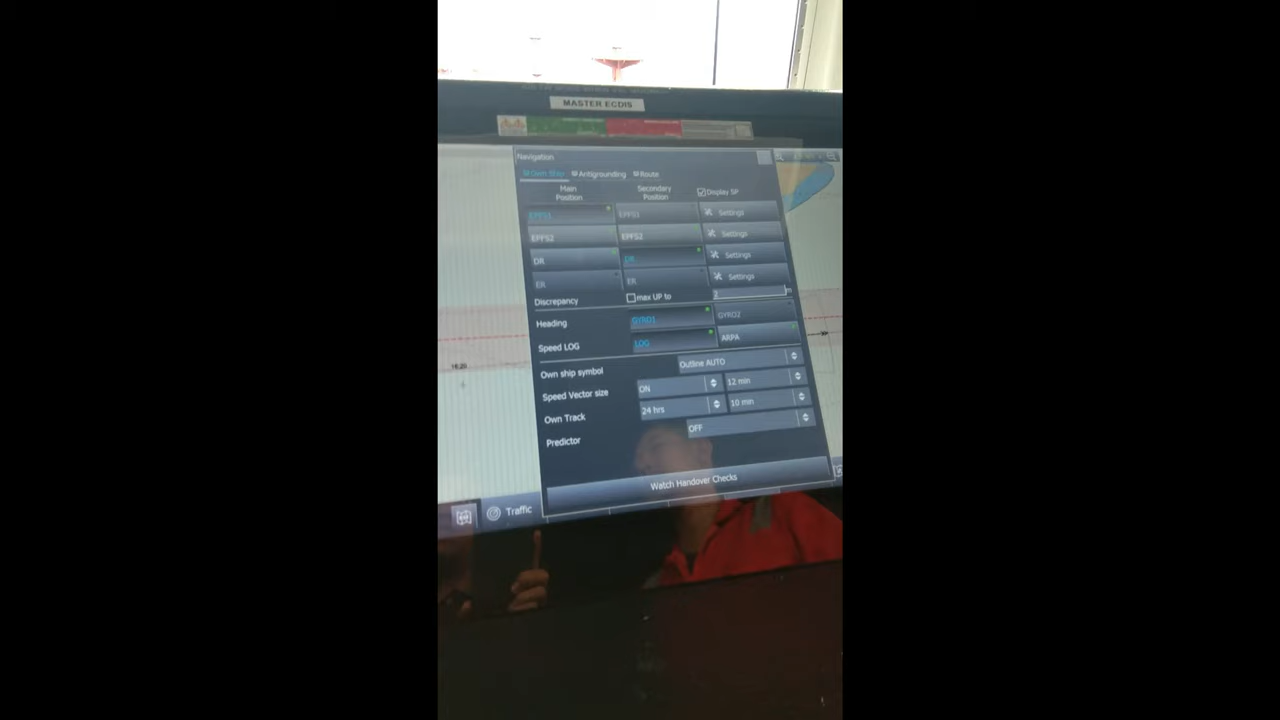 MASTER ECDIS
Navigation
Own Ship Antigrounding Route
Main Position Secondary Position Display SP
EPFS1 EPFS1 Settings
EPFS2 EPFS2 Settings
DR DR Settings
ER ER Settings
Discrepancy max UP to 2 m
Heading GYRO1 GYRO2
Speed LOG LOG ARPA
Own ship symbol Outline AUTO
Speed Vector size ON 12 min
Own Track 24 hrs 10 min
Predictor OFF
Watch Handover Checks
Traffic